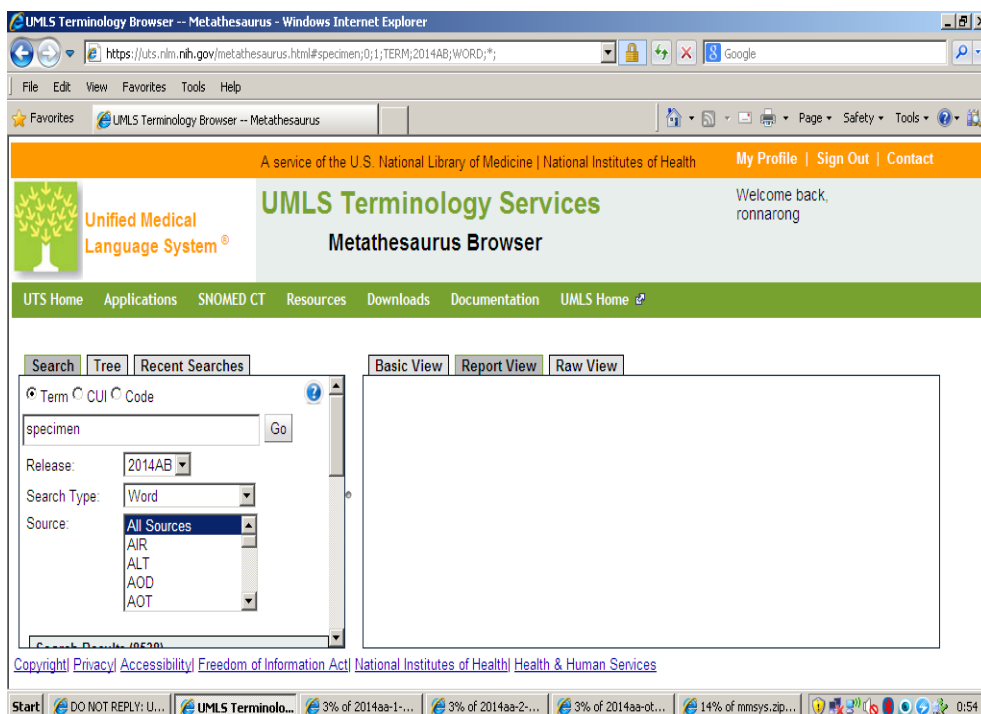 UMLS Terminology Browser -- Metathesaurus - Windows Internet Explorer
https://uts.nlm.nih.gov/metathesaurus.html#specimen;0;1;TERM;2014AB;WORD;*;
Google
File Edit View Favorites Tools Help
Favorites UMLS Terminology Browser -- Metathesaurus Page Safety Tools
A service of the U.S. National Library of Medicine | National Institutes of Health My Profile | Sign Out | Contact
Unified Medical
Language System ®
UMLS Terminology Services
Metathesaurus Browser
Welcome back,
ronnarong
UTS Home Applications SNOMED CT Resources Downloads Documentation UMLS Home
Search Tree Recent Searches Basic View Report View Raw View
Term CUI Code
specimen Go
Release: 2014AB
Search Type: Word
Source: All Sources
AIR
ALT
AOD
AOT
Search Results
Copyright| Privacy| Accessibility| Freedom of Information Act| National Institutes of Health| Health & Human Services
Start DO NOT REPLY: U... UMLS Terminolo... 3% of 2014aa-1-... 3% of 2014aa-2-... 3% of 2014aa-ot... 14% of mmsys.zip... 0:54